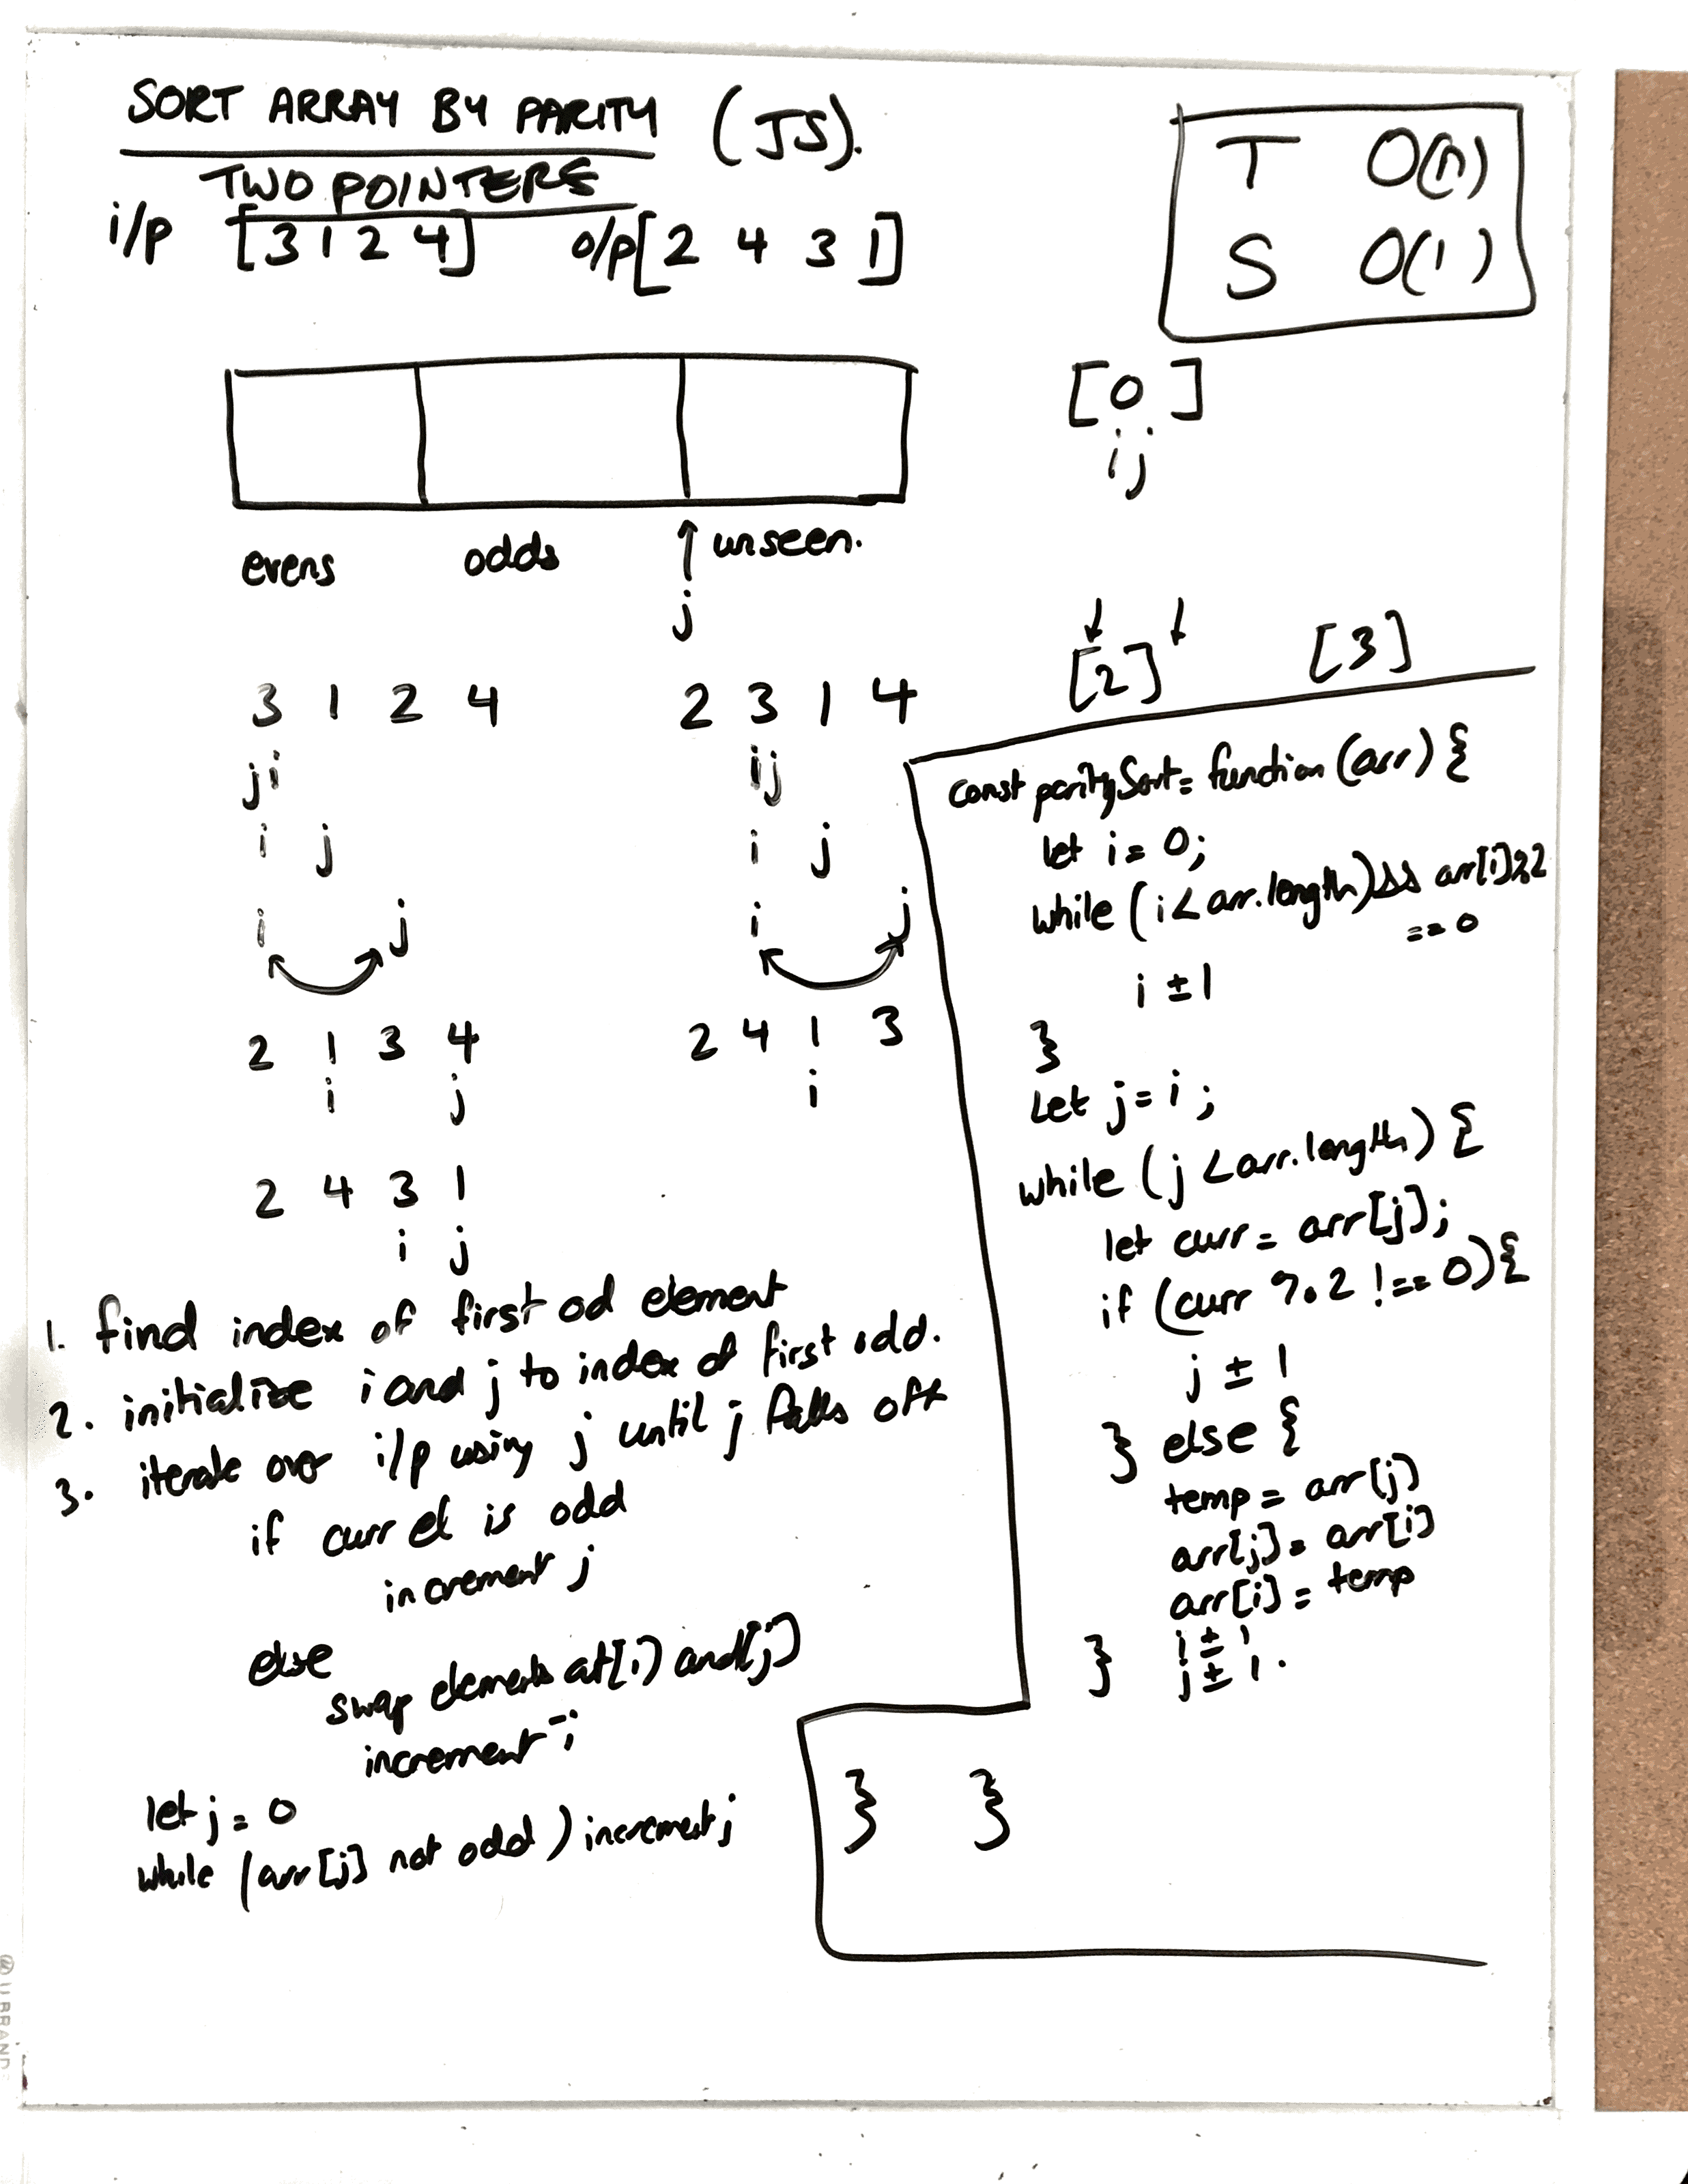 SORT ARRAY BY PARITY (JS).
TWO POINTERS
i/p [3 1 2 4] o/p[2 4 3 1]
T O(n)
S O(1)
[0]
i j
evens odds unseen.
j
[2] [3]
3 1 2 4
j i
i j
i j
2 1 3 4
i j
2 4 3 1
i j
2 3 1 4
i j
i j
i j
2 4 1 3
i
1. find index of first od element
2. initialize i and j to index of first odd.
3. iterate over i/p using j until j falls off
if curr el is odd
increment j
else
swap elements at[i] and[j]
increment i
let j = 0
while (arr[j] not odd) increment j
const paritySort = function (arr) {
let i = 0;
while (i < arr.length) && arr[i]%2
== 0
i ± 1
}
Let j = i ;
while (j < arr.length) {
let curr = arr[j];
if (curr % 2 !== 0) {
j ± 1
} else {
temp = arr[j]
arr[j] = arr[i]
arr[i] = temp
i ± 1
} j ± 1.
} }